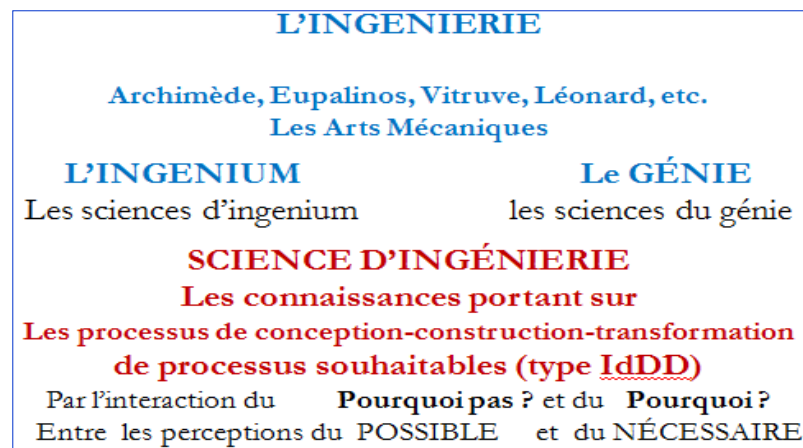 L'INGENIERIE
Archimède, Eupalinos, Vitruve, Léonard, etc.
Les Arts Mécaniques
L'INGENIUM Le GÉNIE
Les sciences d'ingenium les sciences du génie
SCIENCE D'INGÉNIERIE
Les connaissances portant sur
Les processus de conception-construction-transformation
de processus souhaitables (type IdDD)
Par l'interaction du Pourquoi pas ? et du Pourquoi ?
Entre les perceptions du POSSIBLE et du NÉCESSAIRE